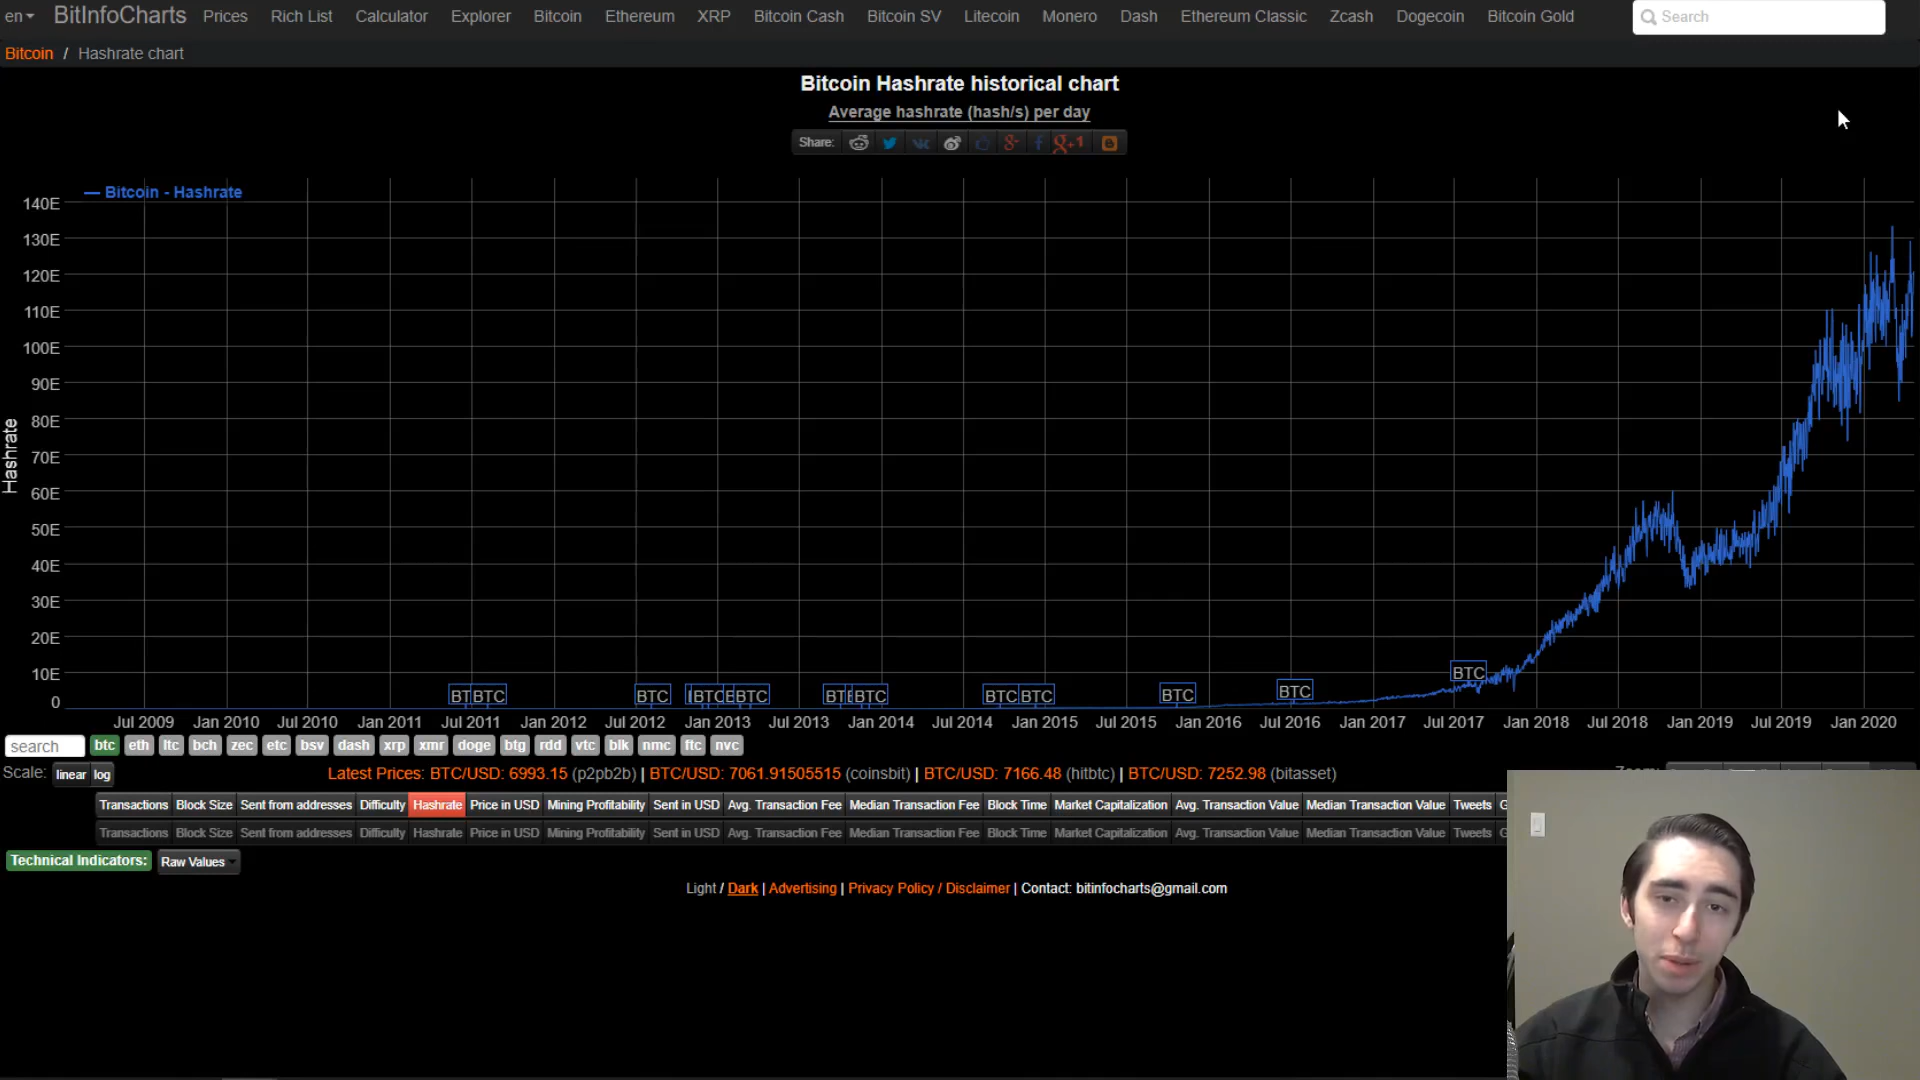 en BitInfoCharts Prices Rich List Calculator Explorer Bitcoin Ethereum XRP Bitcoin Cash Bitcoin SV Litecoin Monero Dash Ethereum Classic Zcash Dogecoin Bitcoin Gold Search
Bitcoin / Hashrate chart
Bitcoin Hashrate historical chart
Average hashrate (hash/s) per day
Share: g+ f g+1
Bitcoin - Hashrate
140E
130E
120E
110E
100E
90E
80E
70E
60E
50E
40E
30E
20E
10E
0
Hashrate
BTC
BTC
BT BTC BTC BTC BTC BT BTC BTC BTC BTC
Jul 2009 Jan 2010 Jul 2010 Jan 2011 Jul 2011 Jan 2012 Jul 2012 Jan 2013 Jul 2013 Jan 2014 Jul 2014 Jan 2015 Jul 2015 Jan 2016 Jul 2016 Jan 2017 Jul 2017 Jan 2018 Jul 2018 Jan 2019 Jul 2019 Jan 2020
search btc eth ltc bch zec etc bsv dash xrp xmr doge btg rdd vtc blk nmc ftc nvc
Scale: linear log Latest Prices: BTC/USD: 6993.15 (p2pb2b) | BTC/USD: 7061.91505515 (coinsbit) | BTC/USD: 7166.48 (hitbtc) | BTC/USD: 7252.98 (bitasset)
Transactions Block Size Sent from addresses Difficulty Hashrate Price in USD Mining Profitability Sent in USD Avg. Transaction Fee Median Transaction Fee Block Time Market Capitalization Avg. Transaction Value Median Transaction Value Tweets G
Transactions Block Size Sent from addresses Difficulty Hashrate Price in USD Mining Profitability Sent in USD Avg. Transaction Fee Median Transaction Fee Block Time Market Capitalization Avg. Transaction Value Median Transaction Value Tweets G
Technical Indicators: Raw Values
Light / Dark | Advertising | Privacy Policy / Disclaimer | Contact: bitinfocharts@gmail.com